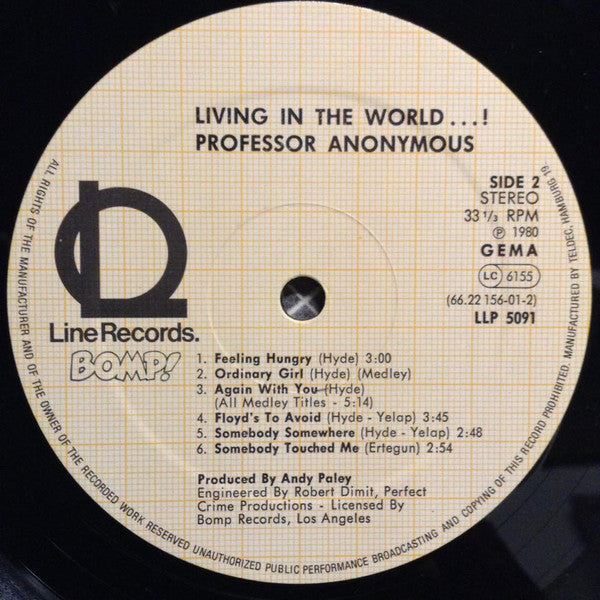 LIVING IN THE WORLD...!
PROFESSOR ANONYMOUS
SIDE 2
STEREO
33 1/3 RPM
Ⓟ 1980
GEMA
LC 6155
(66.22 156-01-2)
LLP 5091
Line Records.
BOMP!
1. Feeling Hungry (Hyde) 3:00
2. Ordinary Girl (Hyde) (Medley)
3. Again With You (Hyde)
(All Medley Titles - 5:14)
4. Floyd's To Avoid (Hyde - Yelap) 3:45
5. Somebody Somewhere (Hyde - Yelap) 2:48
6. Somebody Touched Me (Ertegun) 2:54
Produced By Andy Paley
Engineered By Robert Dimit, Perfect
Crime Productions - Licensed By
Bomp Records, Los Angeles
ALL RIGHTS OF THE MANUFACTURER AND OF THE OWNER OF THE RECORDED WORK RESERVED UNAUTHORIZED PUBLIC PERFORMANCE BROADCASTING AND COPYING OF THIS RECORD PROHIBITED. MANUFACTURED BY TELDEC, HAMBURG 19